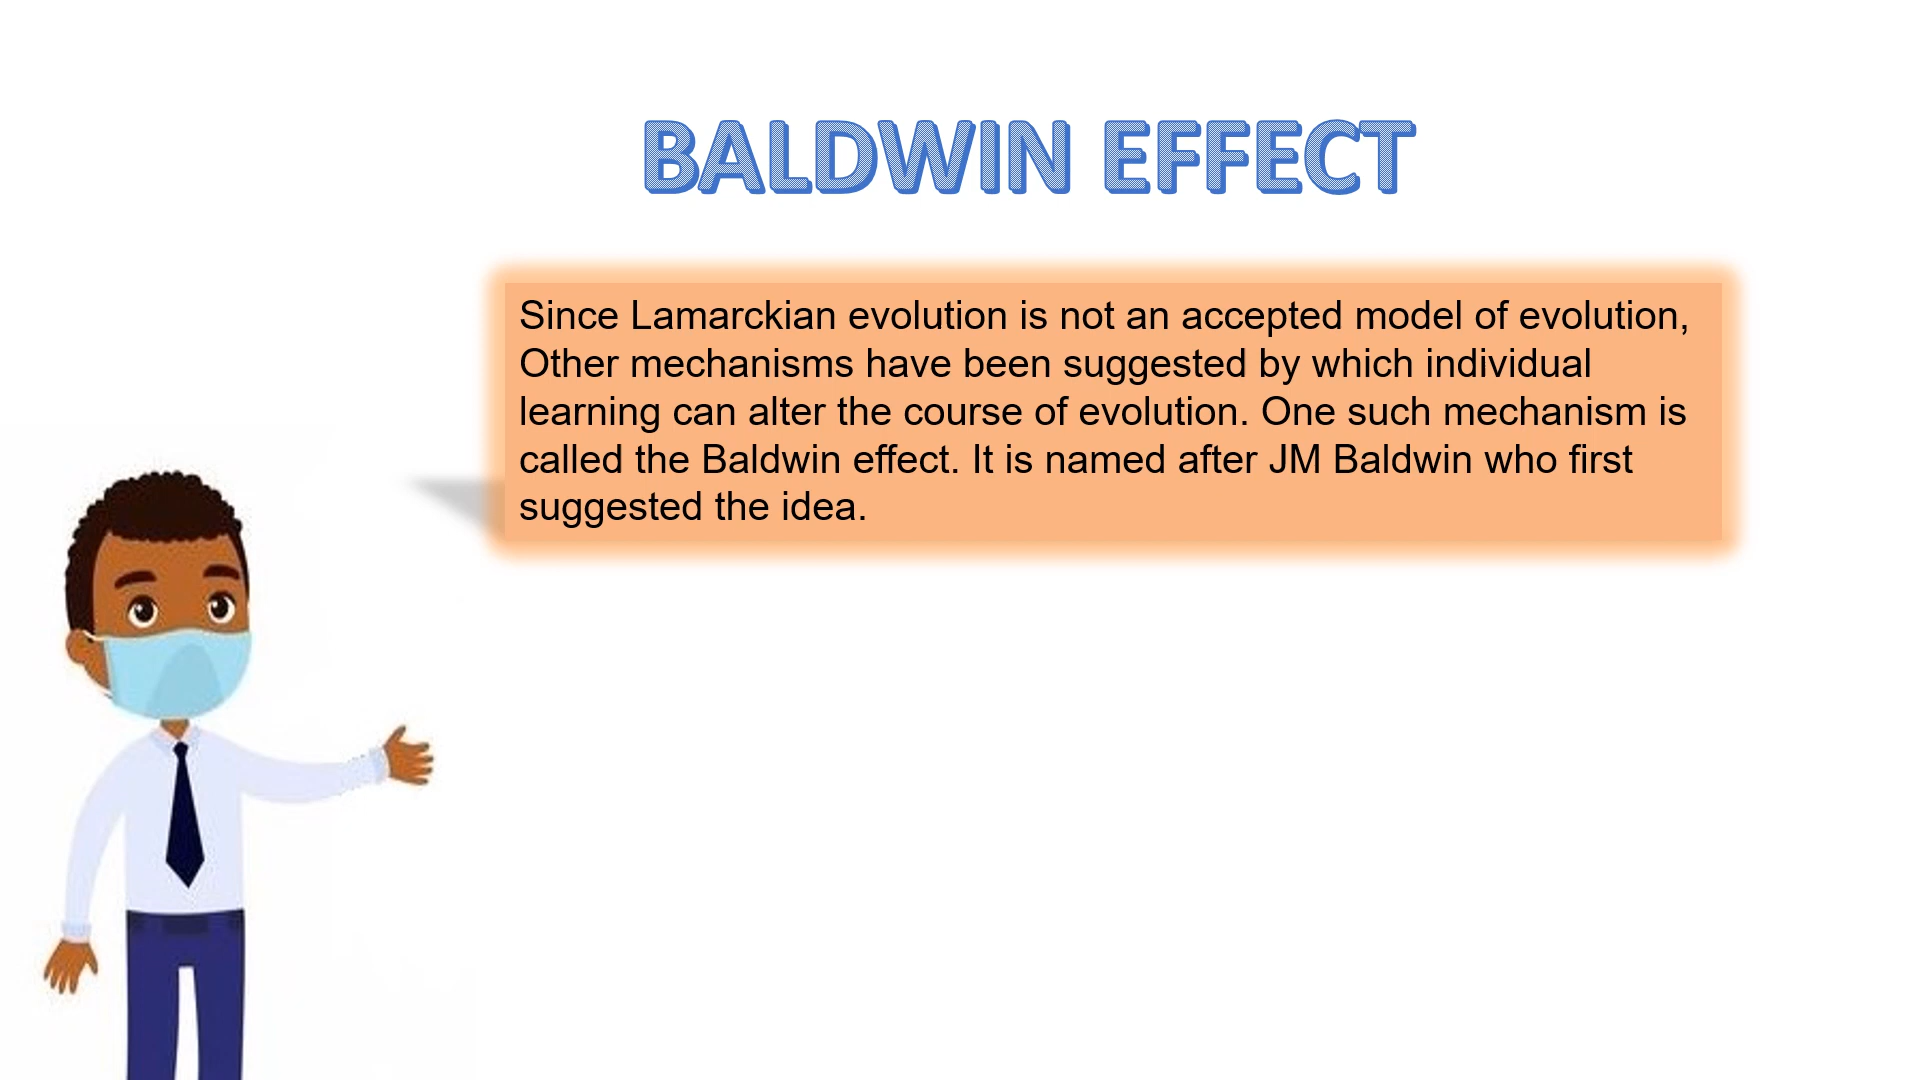 BALDWIN EFFECT
Since Lamarckian evolution is not an accepted model of evolution,
Other mechanisms have been suggested by which individual
learning can alter the course of evolution. One such mechanism is
called the Baldwin effect. It is named after JM Baldwin who first
suggested the idea.